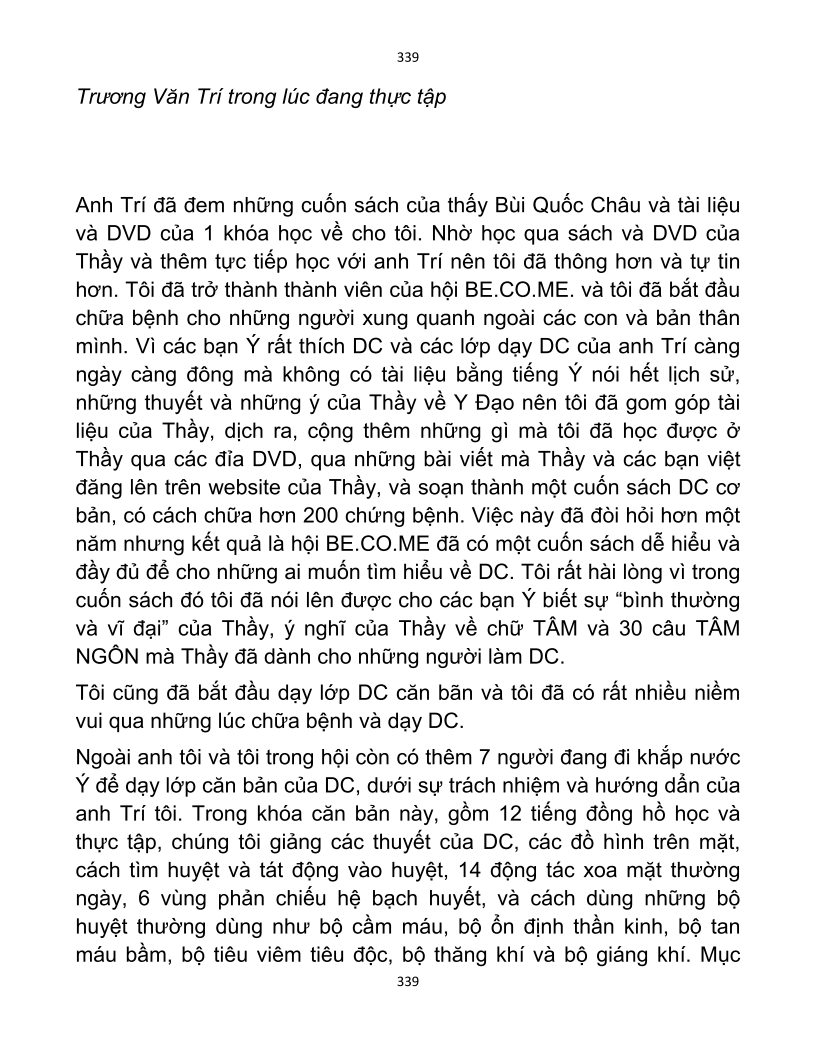 339
Trương Văn Trí trong lúc đang thực tập
Anh Trí đã đem những cuốn sách của thấy Bùi Quốc Châu và tài liệu
và DVD của 1 khóa học về cho tôi. Nhờ học qua sách và DVD của
Thầy và thêm tực tiếp học với anh Trí nên tôi đã thông hơn và tự tin
hơn. Tôi đã trở thành thành viên của hội BE.CO.ME. và tôi đã bắt đầu
chữa bệnh cho những người xung quanh ngoài các con và bản thân
mình. Vì các bạn Ý rất thích DC và các lớp dạy DC của anh Trí càng
ngày càng đông mà không có tài liệu bằng tiếng Ý nói hết lịch sử,
những thuyết và những ý của Thầy về Y Đạo nên tôi đã gom góp tài
liệu của Thầy, dịch ra, cộng thêm những gì mà tôi đã học được ở
Thầy qua các đỉa DVD, qua những bài viết mà Thầy và các bạn việt
đăng lên trên website của Thầy, và soạn thành một cuốn sách DC cơ
bản, có cách chữa hơn 200 chứng bệnh. Việc này đã đòi hỏi hơn một
năm nhưng kết quả là hội BE.CO.ME đã có một cuốn sách dễ hiểu và
đầy đủ để cho những ai muốn tìm hiểu về DC. Tôi rất hài lòng vì trong
cuốn sách đó tôi đã nói lên được cho các bạn Ý biết sự “bình thường
và vĩ đại” của Thầy, ý nghĩ của Thầy về chữ TÂM và 30 câu TÂM
NGÔN mà Thầy đã dành cho những người làm DC.
Tôi cũng đã bắt đầu dạy lớp DC căn bãn và tôi đã có rất nhiều niềm
vui qua những lúc chữa bệnh và dạy DC.
Ngoài anh tôi và tôi trong hội còn có thêm 7 người đang đi khắp nước
Ý để dạy lớp căn bản của DC, dưới sự trách nhiệm và hướng dẩn của
anh Trí tôi. Trong khóa căn bản này, gồm 12 tiếng đồng hồ học và
thực tập, chúng tôi giảng các thuyết của DC, các đồ hình trên mặt,
cách tìm huyệt và tát động vào huyệt, 14 động tác xoa mặt thường
ngày, 6 vùng phản chiếu hệ bạch huyết, và cách dùng những bộ
huyệt thường dùng như bộ cầm máu, bộ ổn định thần kinh, bộ tan
máu bầm, bộ tiêu viêm tiêu độc, bộ thăng khí và bộ giáng khí. Mục
339